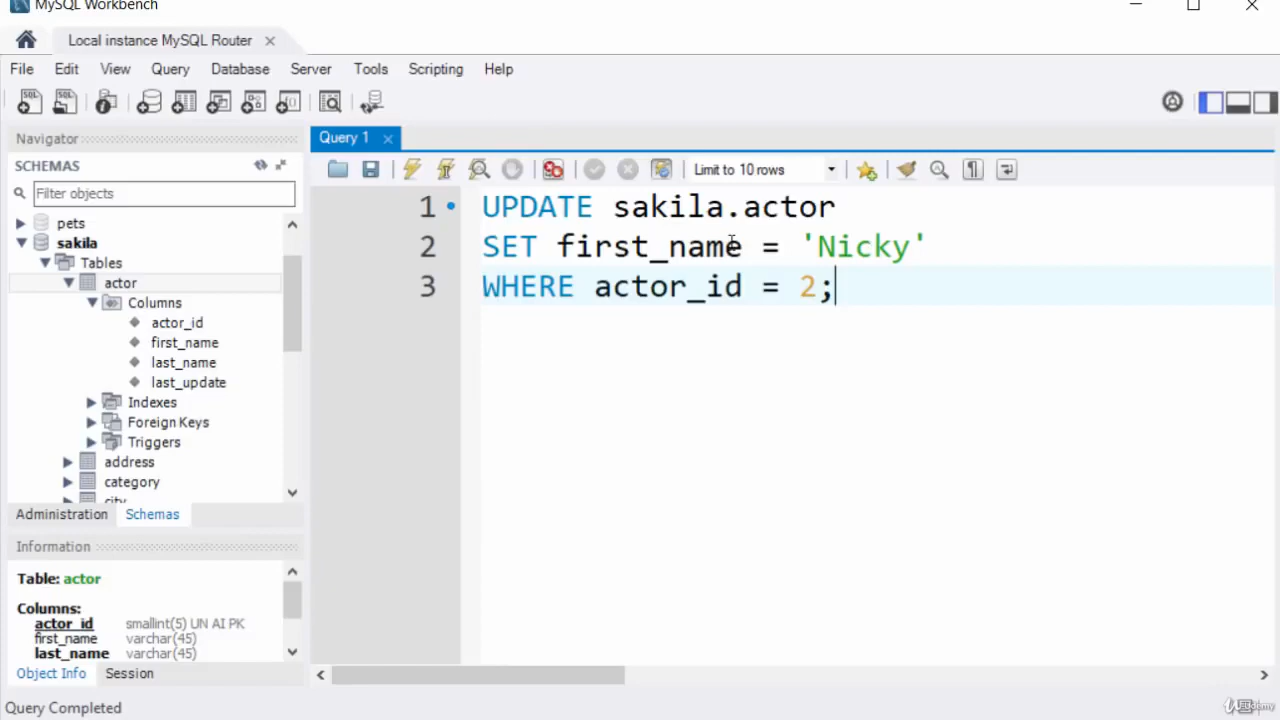 MySQL Workbench
Local instance MySQL Router
File Edit View Query Database Server Tools Scripting Help
SQL SQL
Navigator
SCHEMAS
Filter objects
pets
sakila
Tables
actor
Columns
actor_id
first_name
last_name
last_update
Indexes
Foreign Keys
Triggers
address
category
city
Administration Schemas
Information
Table: actor
Columns:
actor_id smallint(5) UN AI PK
first_name varchar(45)
last_name varchar(45)
Object Info Session
Query Completed
Query 1
Limit to 10 rows
1 UPDATE sakila.actor
2 SET first_name = 'Nicky'
3 WHERE actor_id = 2;